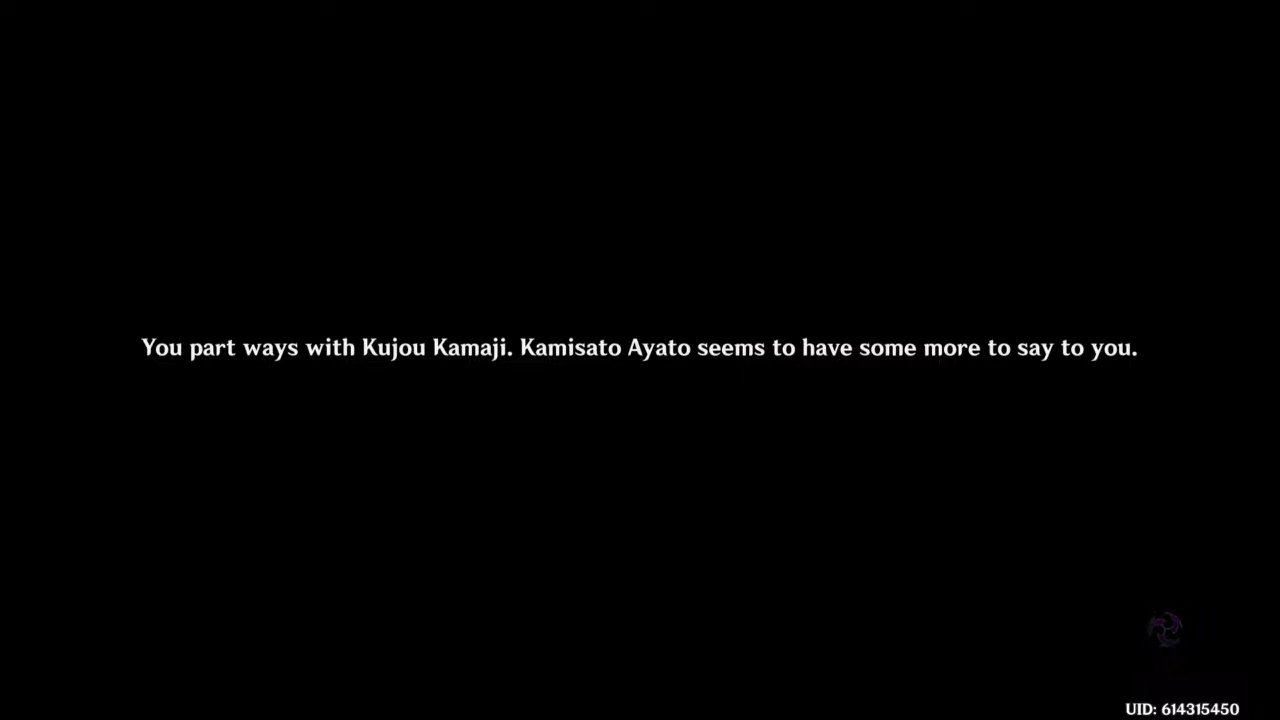 You part ways with Kujou Kamaji. Kamisato Ayato seems to have some more to say to you.
UID: 614315450